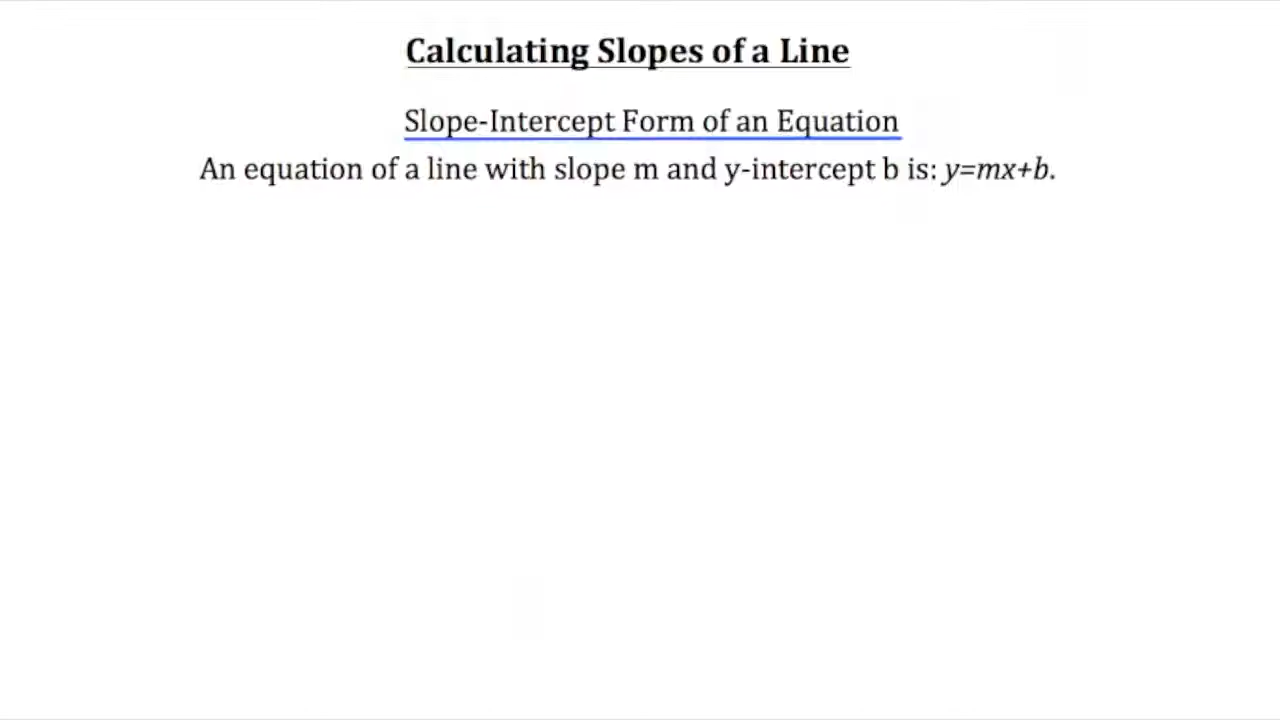 Calculating Slopes of a Line
Slope-Intercept Form of an Equation
An equation of a line with slope m and y-intercept b is: y=mx+b.